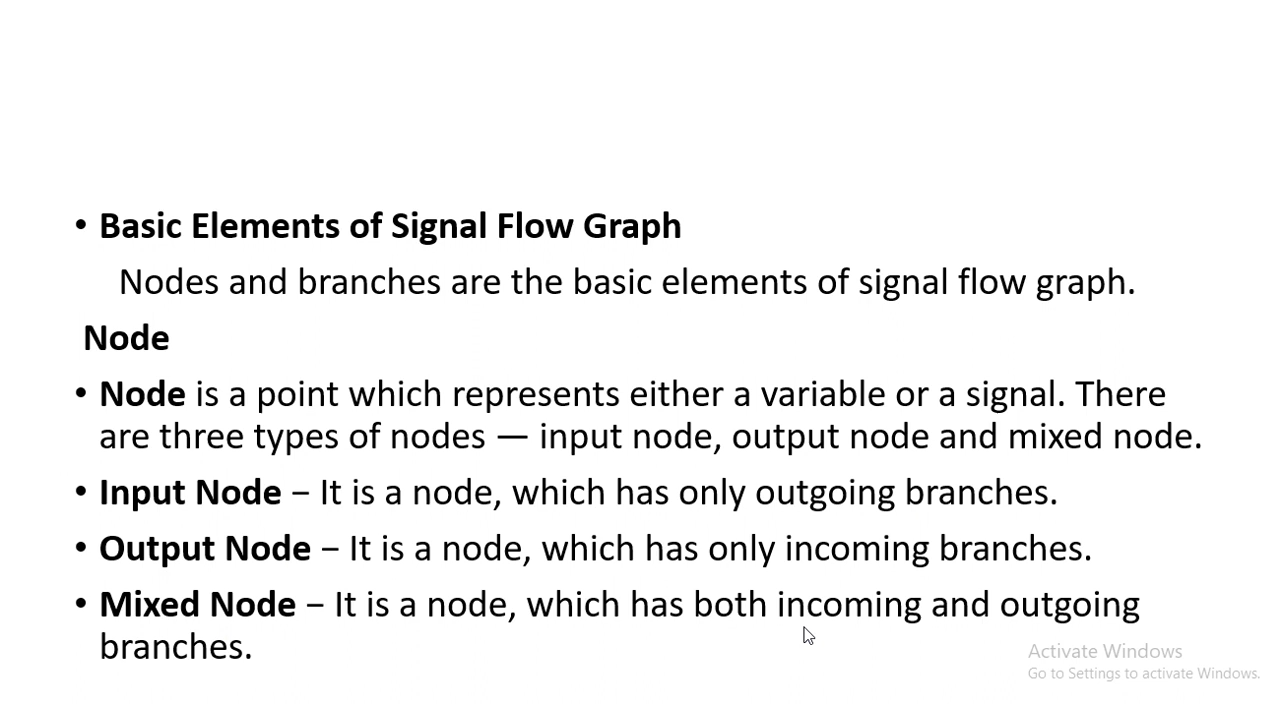 • Basic Elements of Signal Flow Graph
Nodes and branches are the basic elements of signal flow graph.
Node
• Node is a point which represents either a variable or a signal. There
are three types of nodes — input node, output node and mixed node.
• Input Node − It is a node, which has only outgoing branches.
• Output Node − It is a node, which has only incoming branches.
• Mixed Node − It is a node, which has both incoming and outgoing
branches.
Activate Windows
Go to Settings to activate Windows.